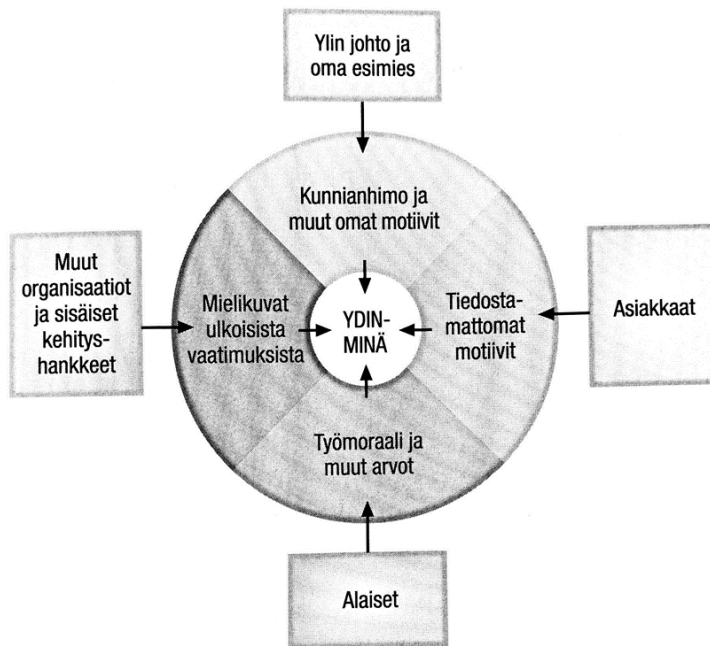 Ylin johto ja
oma esimies
Kunnianhimo ja
muut omat motiivit
Muut
organisaatiot
ja sisäiset
kehitys-
hankkeet
Mielikuvat
ulkoisista
vaatimuksista
YDIN-
MINÄ
Tiedosta-
mattomat
motiivit
Asiakkaat
Työmoraali ja
muut arvot
Alaiset